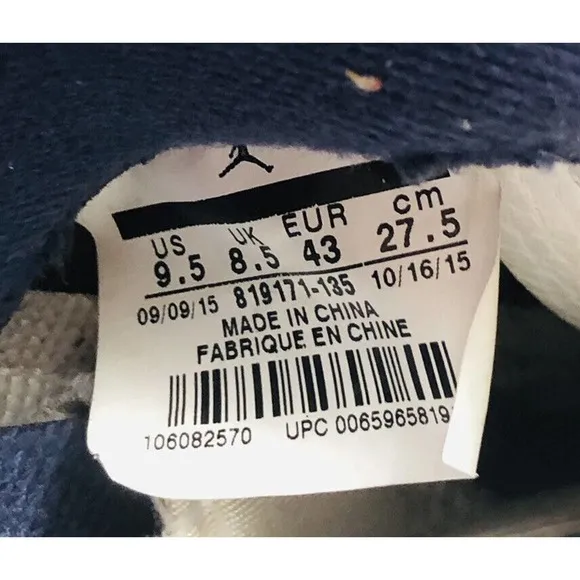 US UK EUR cm
9.5 8.5 43 27.5
09/09/15 819171-135 10/16/15
MADE IN CHINA
FABRIQUE EN CHINE
106082570 UPC 0065965819